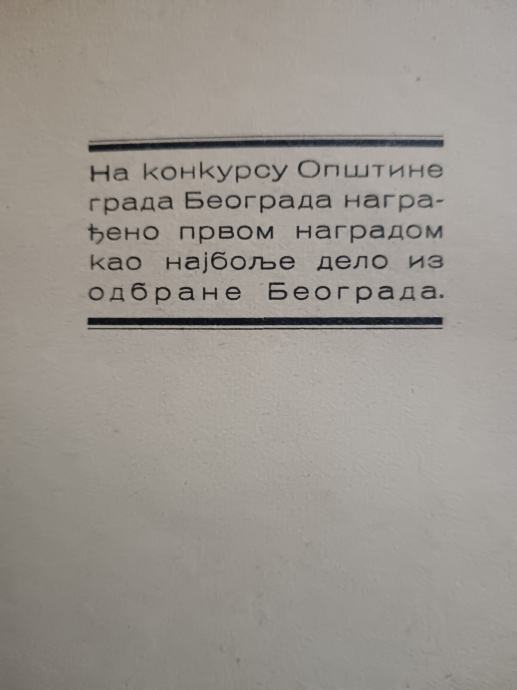 На конкурсу Општине
града Београда награ-
ђено првом наградом
као најбоље дело из
одбране Београда.